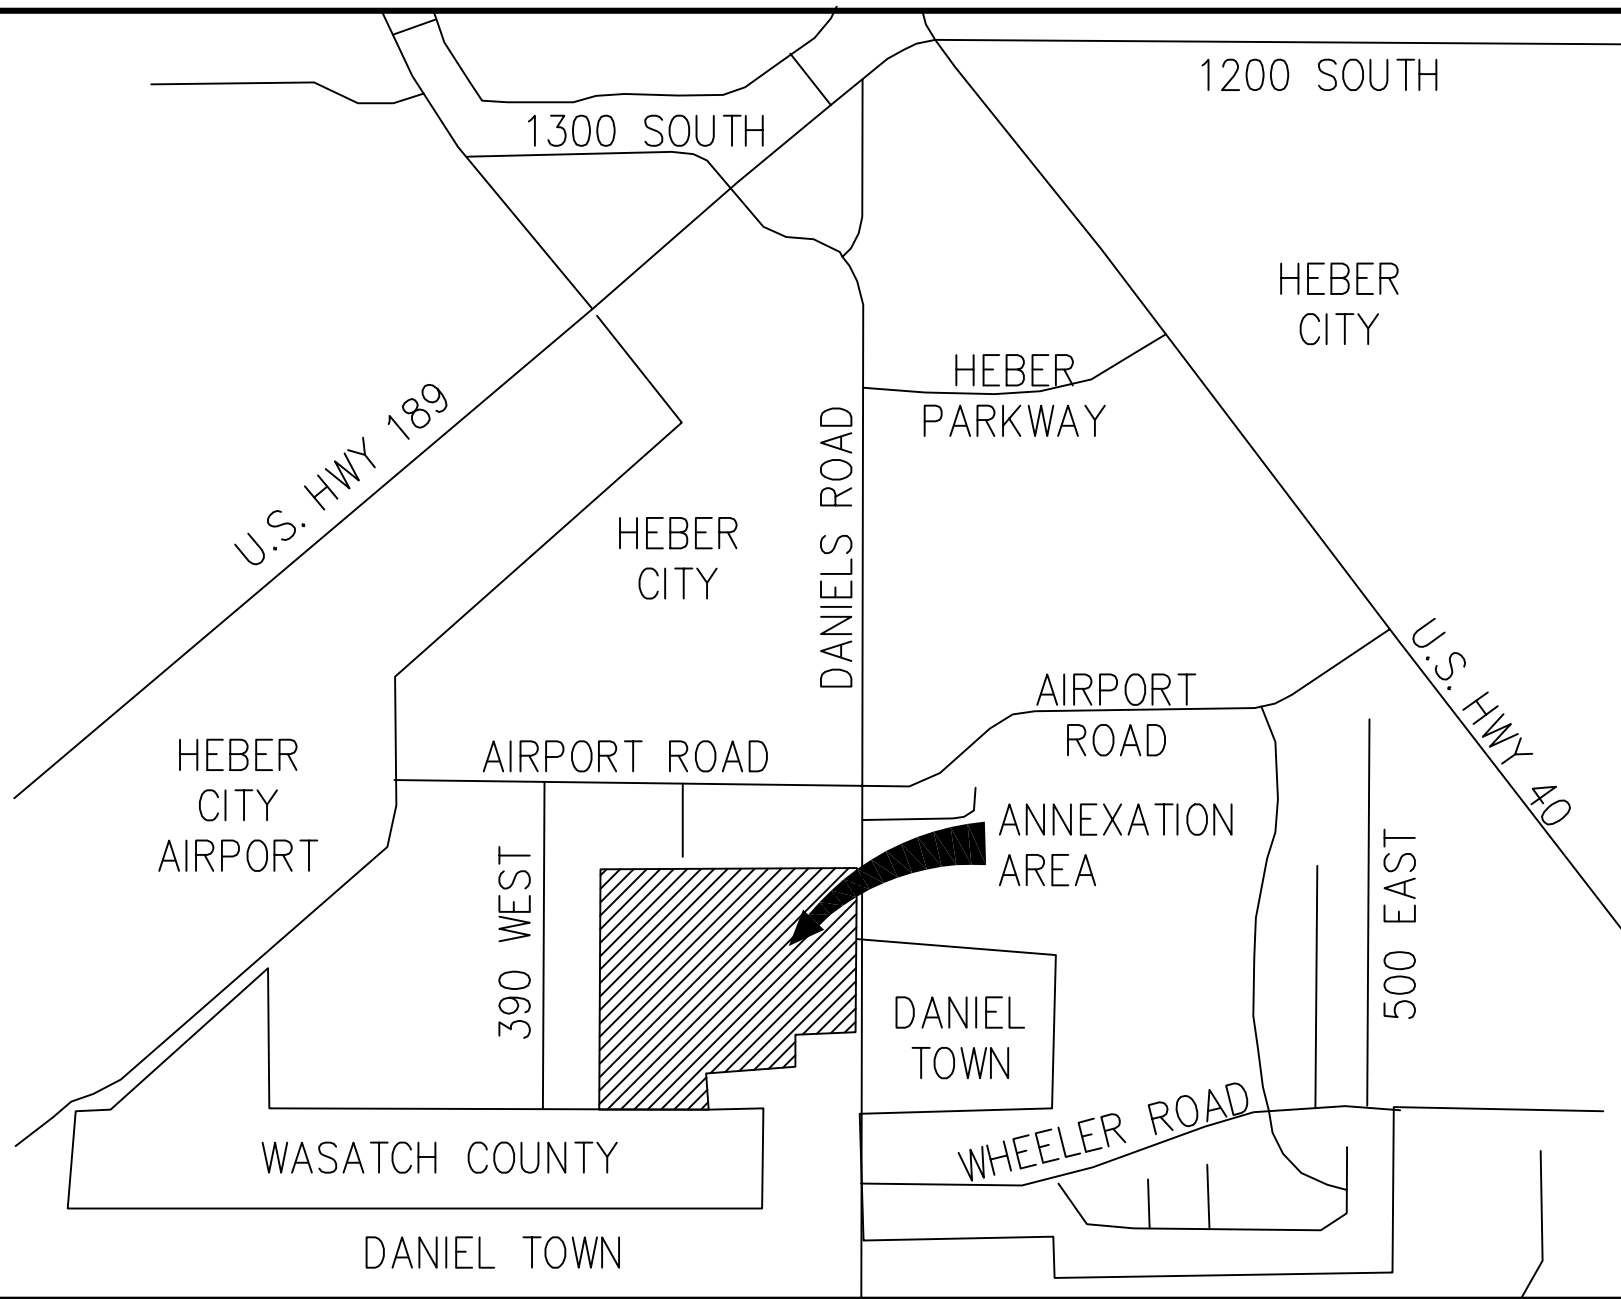 1200 SOUTH
1300 SOUTH
HEBER
CITY
HEBER
PARKWAY
U.S. HWY 189
DANIELS ROAD
HEBER
CITY
U.S. HWY 40
AIRPORT
ROAD
HEBER
CITY
AIRPORT
AIRPORT ROAD
ANNEXATION
AREA
390 WEST
500 EAST
DANIEL
TOWN
WHEELER ROAD
WASATCH COUNTY
DANIEL TOWN